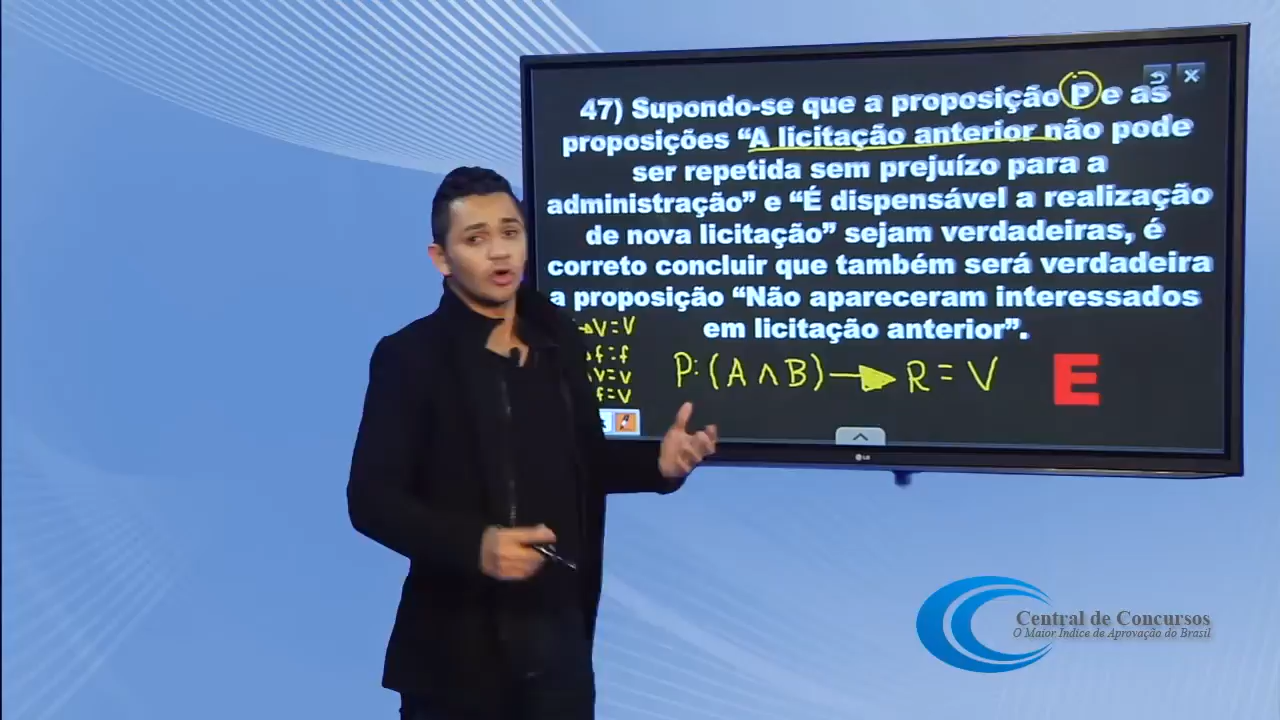 47) Supondo-se que a proposição P e as
proposições “A licitação anterior não pode
ser repetida sem prejuízo para a
administração” e “É dispensável a realização
de nova licitação” sejam verdadeiras, é
correto concluir que também será verdadeira
a proposição “Não apareceram interessados
em licitação anterior”.
→V=V
f=f
V=V
f=V
P: (A ∧ B) → R = V
E
LG
Central de Concursos
O Maior Indice de Aprovação do Brasil